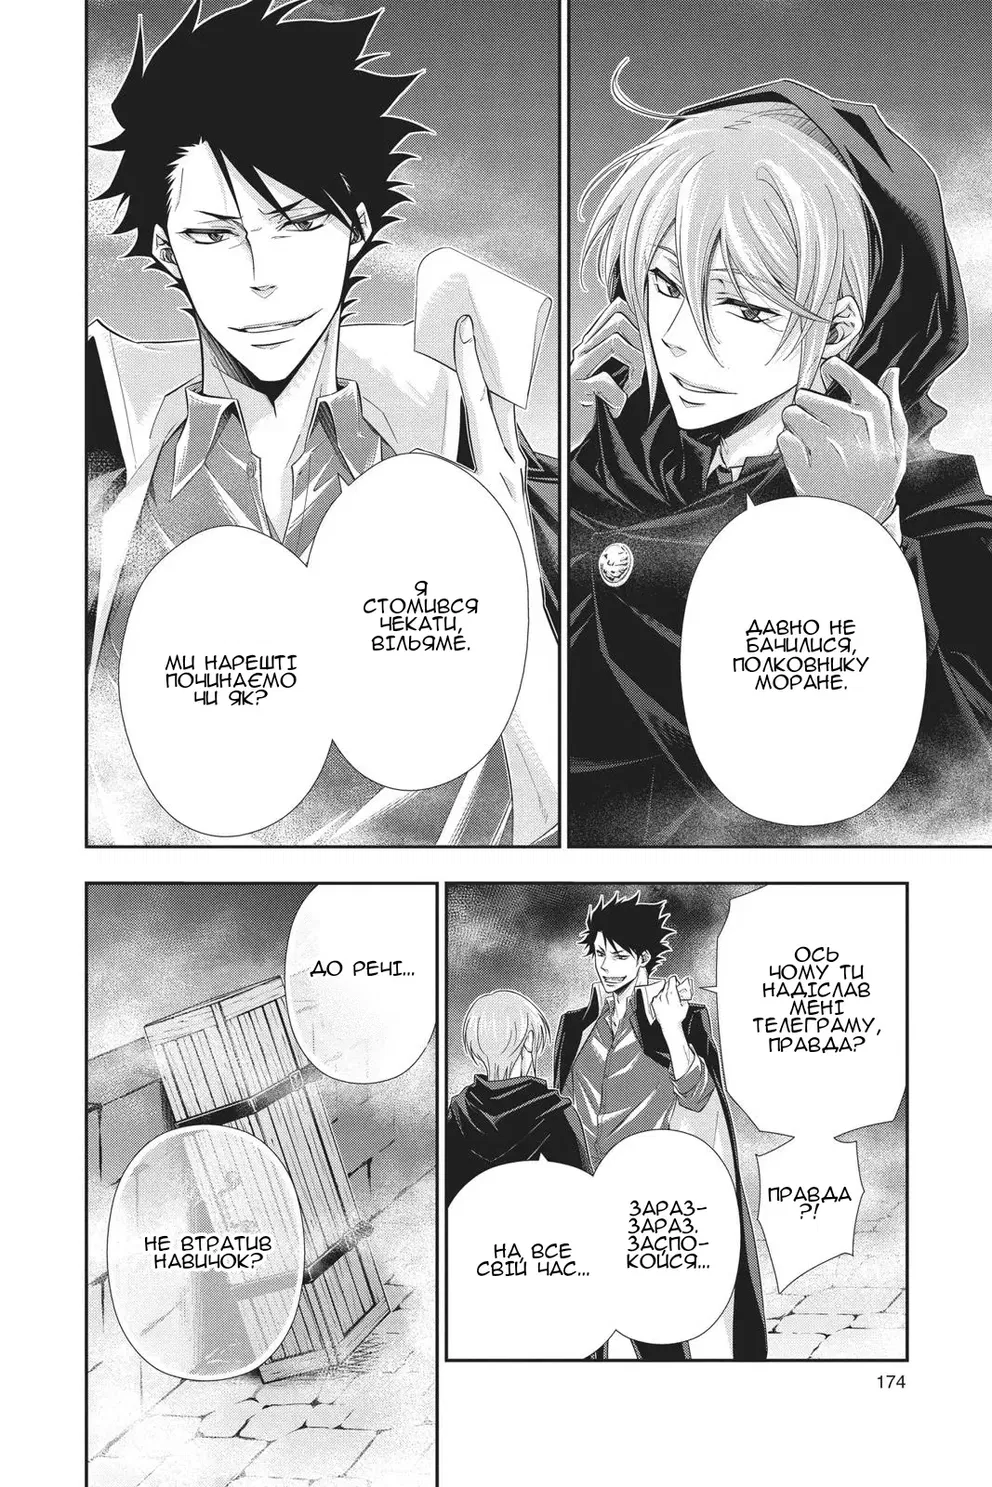 ДАВНО НЕ
БАЧИЛИСЯ,
ПОЛКОВНИКУ
МОРАНЕ.
Я
СТОМИВСЯ
ЧЕКАТИ,
ВІЛЬЯМЕ.
МИ НАРЕШТІ
ПОЧИНАЄМО
ЧИ ЯК?
ОСЬ
ЧОМУ ТИ
НАДІСЛАВ
МЕНІ
ТЕЛЕГРАМУ,
ПРАВДА?
ПРАВДА
?!
ЗАРАЗ-
ЗАРАЗ.
ЗАСПО-
КОЙСЯ...
НА ВСЕ
СВІЙ ЧАС...
ДО РЕЧІ...
НЕ ВТРАТИВ
НАВИЧОК?
174